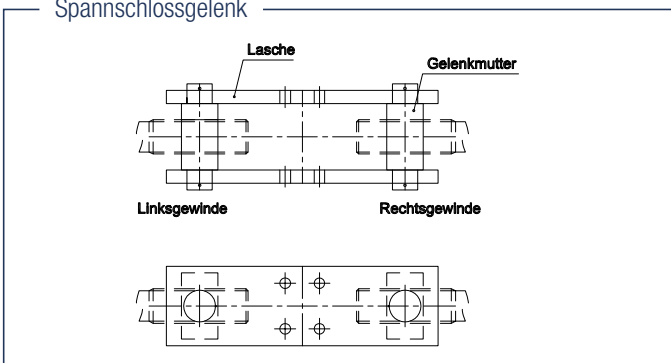 Spannschlossgelenk
Lasche
Gelenkmutter
Linksgewinde
Rechtsgewinde